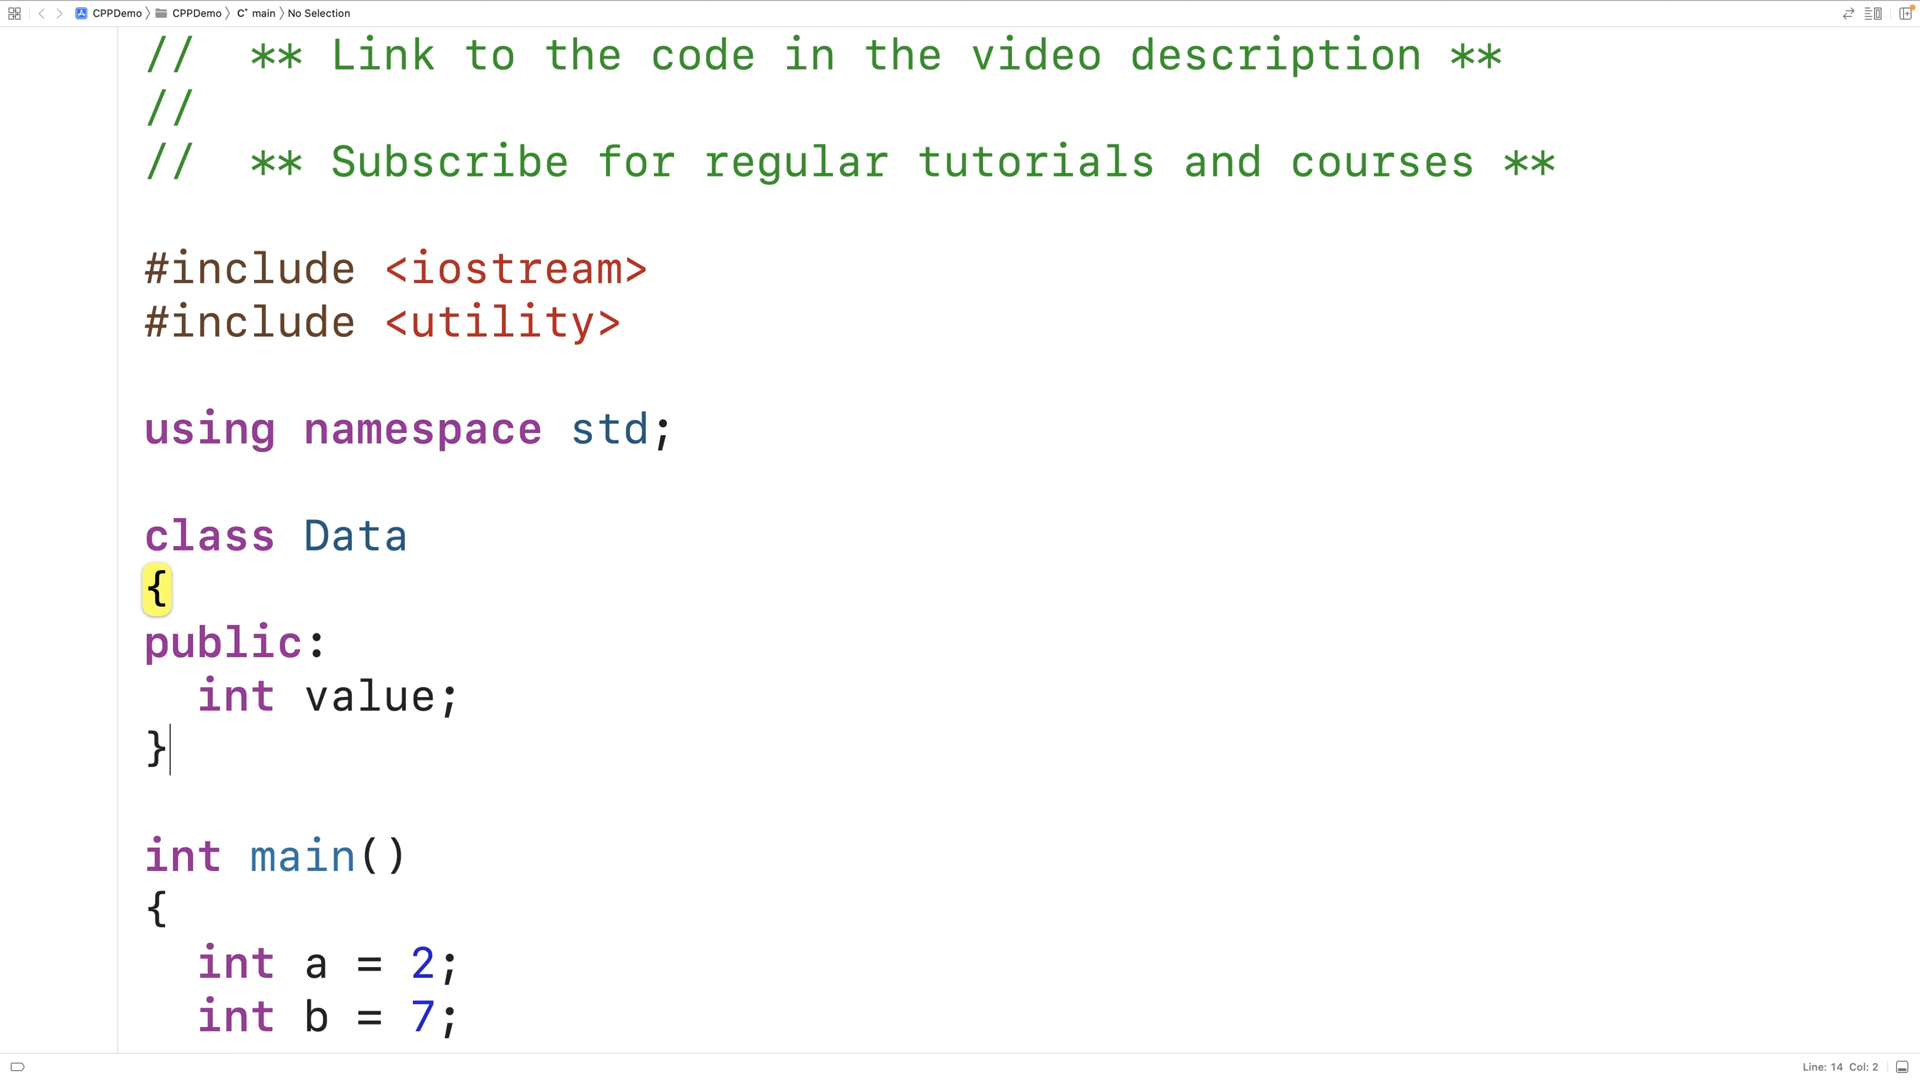 CPPDemo CPPDemo C+ main No Selection
// ** Link to the code in the video description **
//
// ** Subscribe for regular tutorials and courses **
#include <iostream>
#include <utility>
using namespace std;
class Data
{
public:
int value;
}
int main()
{
int a = 2;
int b = 7;
Line: 14 Col: 2